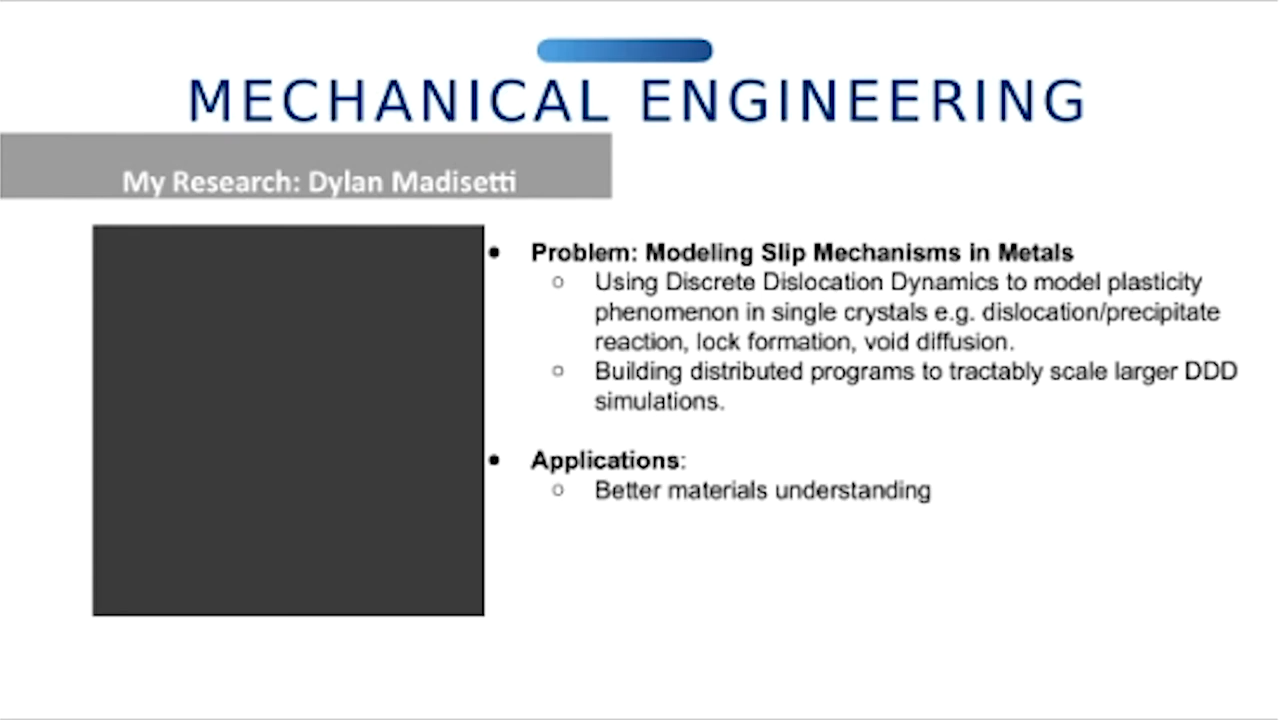 MECHANICAL ENGINEERING
My Research: Dylan Madisetti
• Problem: Modeling Slip Mechanisms in Metals
○ Using Discrete Dislocation Dynamics to model plasticity
phenomenon in single crystals e.g. dislocation/precipitate
reaction, lock formation, void diffusion.
○ Building distributed programs to tractably scale larger DDD
simulations.
• Applications:
○ Better materials understanding